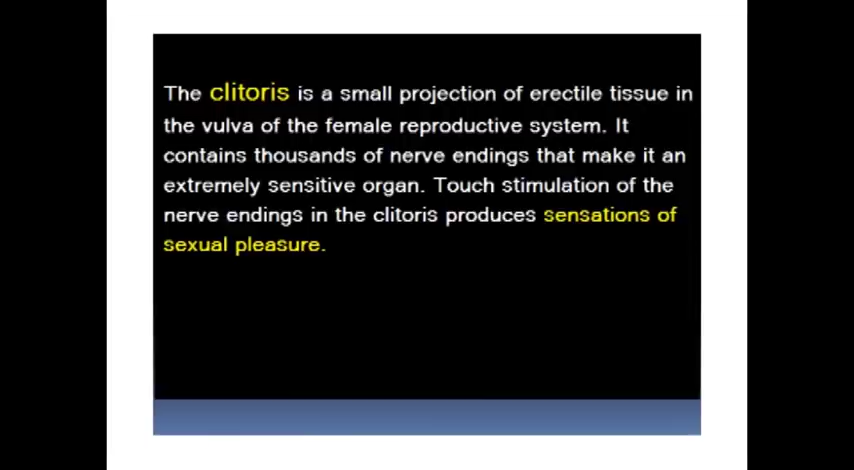 The clitoris is a small projection of erectile tissue in
the vulva of the female reproductive system. It
contains thousands of nerve endings that make it an
extremely sensitive organ. Touch stimulation of the
nerve endings in the clitoris produces sensations of
sexual pleasure.